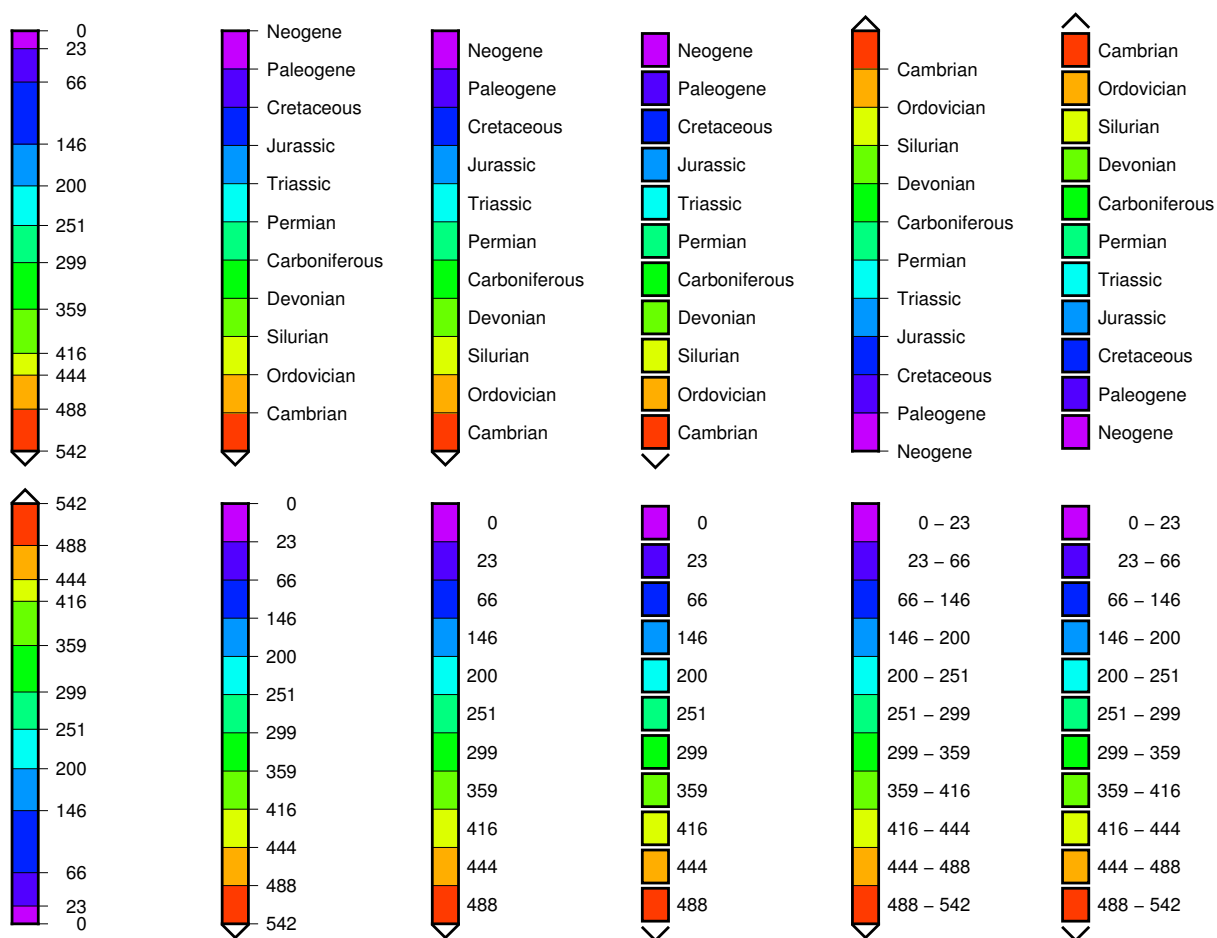 0
23
66
146
200
251
299
359
416
444
488
542
Neogene
Paleogene
Cretaceous
Jurassic
Triassic
Permian
Carboniferous
Devonian
Silurian
Ordovician
Cambrian
Neogene
Paleogene
Cretaceous
Jurassic
Triassic
Permian
Carboniferous
Devonian
Silurian
Ordovician
Cambrian
Neogene
Paleogene
Cretaceous
Jurassic
Triassic
Permian
Carboniferous
Devonian
Silurian
Ordovician
Cambrian
Cambrian
Ordovician
Silurian
Devonian
Carboniferous
Permian
Triassic
Jurassic
Cretaceous
Paleogene
Neogene
Cambrian
Ordovician
Silurian
Devonian
Carboniferous
Permian
Triassic
Jurassic
Cretaceous
Paleogene
Neogene
542
488
444
416
359
299
251
200
146
66
23
0
0
23
66
146
200
251
299
359
416
444
488
542
0
23
66
146
200
251
299
359
416
444
488
0
23
66
146
200
251
299
359
416
444
488
0 − 23
23 − 66
66 − 146
146 − 200
200 − 251
251 − 299
299 − 359
359 − 416
416 − 444
444 − 488
488 − 542
0 − 23
23 − 66
66 − 146
146 − 200
200 − 251
251 − 299
299 − 359
359 − 416
416 − 444
444 − 488
488 − 542